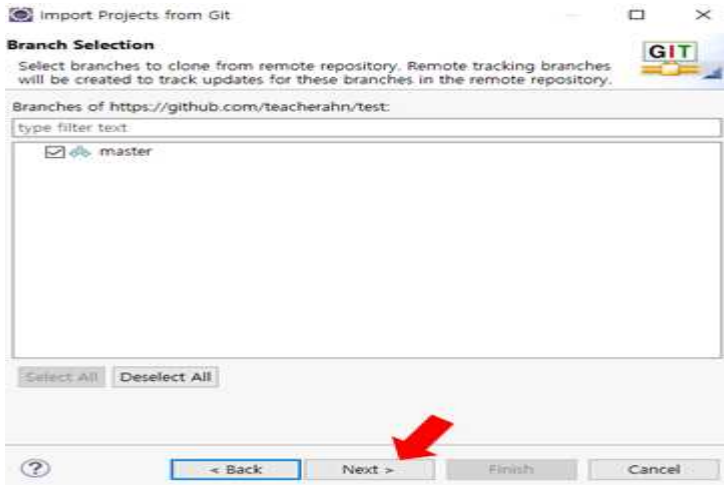 Import Projects from Git
Branch Selection
GIT
Select branches to clone from remote repository. Remote tracking branches
will be created to track updates for these branches in the remote repository.
Branches of https://github.com/teacherahn/test:
type filter text
master
Select All Deselect All
? < Back Next > Finish Cancel